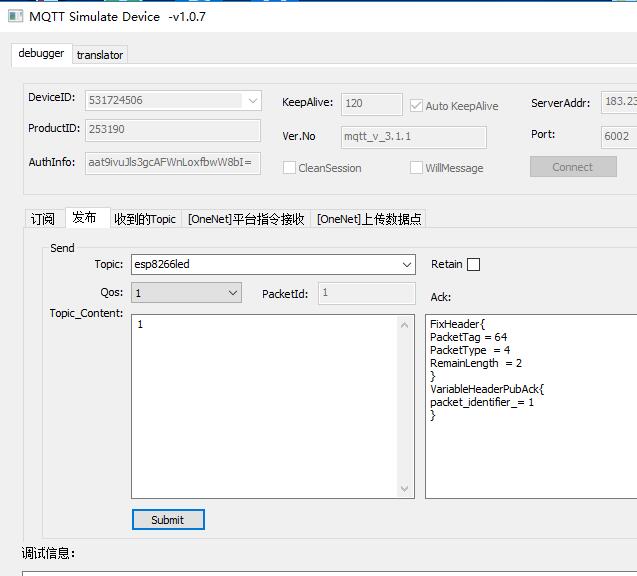 MQTT Simulate Device -v1.0.7
debugger translator
DeviceID: 531724506 KeepAlive: 120 Auto KeepAlive ServerAddr: 183.23
ProductID: 253190 Ver.No mqtt_v_3.1.1 Port: 6002
AuthInfo: aat9ivuJls3gcAFWnLoxfbwW8bI= CleanSession WillMessage Connect
订阅 发布 收到的Topic [OneNet]平台指令接收 [OneNet]上传数据点
Send
Topic: esp8266led Retain
Qos: 1 PacketId: 1 Ack:
Topic_Content:
1
FixHeader{
PacketTag = 64
PacketType = 4
RemainLength = 2
}
VariableHeaderPubAck{
packet_identifier_= 1
}
Submit
调试信息: